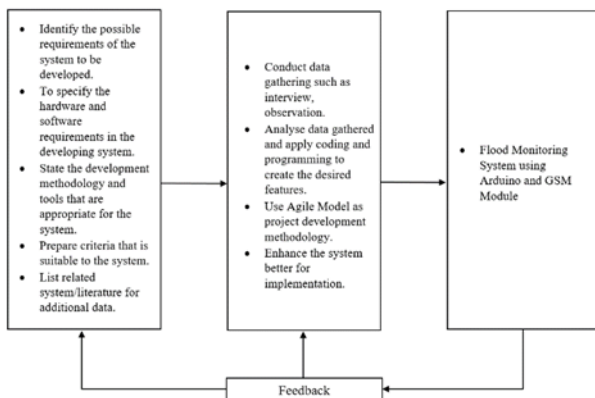 • Identify the possible
requirements of the
system to be
developed.
• To specify the
hardware and
software
requirements in the
developing system.
• State the development
methodology and
tools that are
appropriate for the
system.
• Prepare criteria that is
suitable to the system.
• List related
system/literature for
additional data.
• Conduct data
gathering such as
interview,
observation.
• Analyse data gathered
and apply coding and
programming to
create the desired
features.
• Use Agile Model as
project development
methodology.
• Enhance the system
better for
implementation.
• Flood Monitoring
System using
Arduino and GSM
Module
Feedback